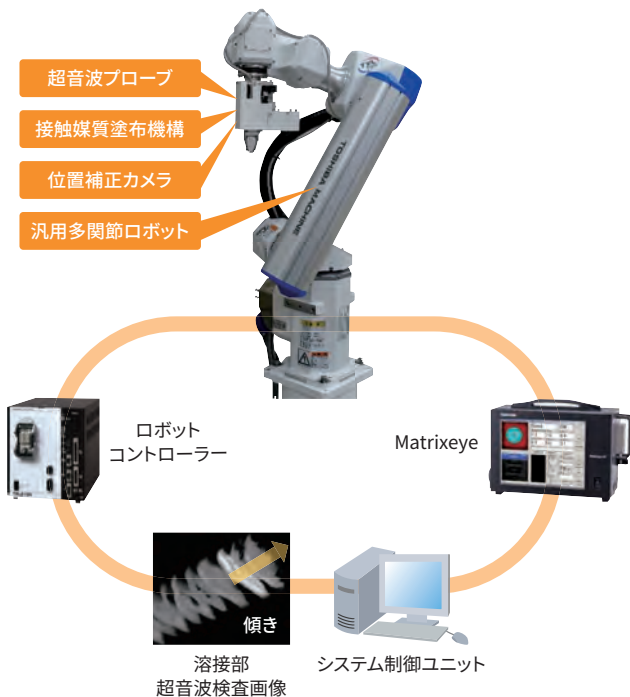 超音波プローブ
接触媒質塗布機構
位置補正カメラ
汎用多関節ロボット
TOSHIBA MACHINE
ロボット
コントローラー
Matrixeye
傾き
溶接部
超音波検査画像
システム制御ユニット